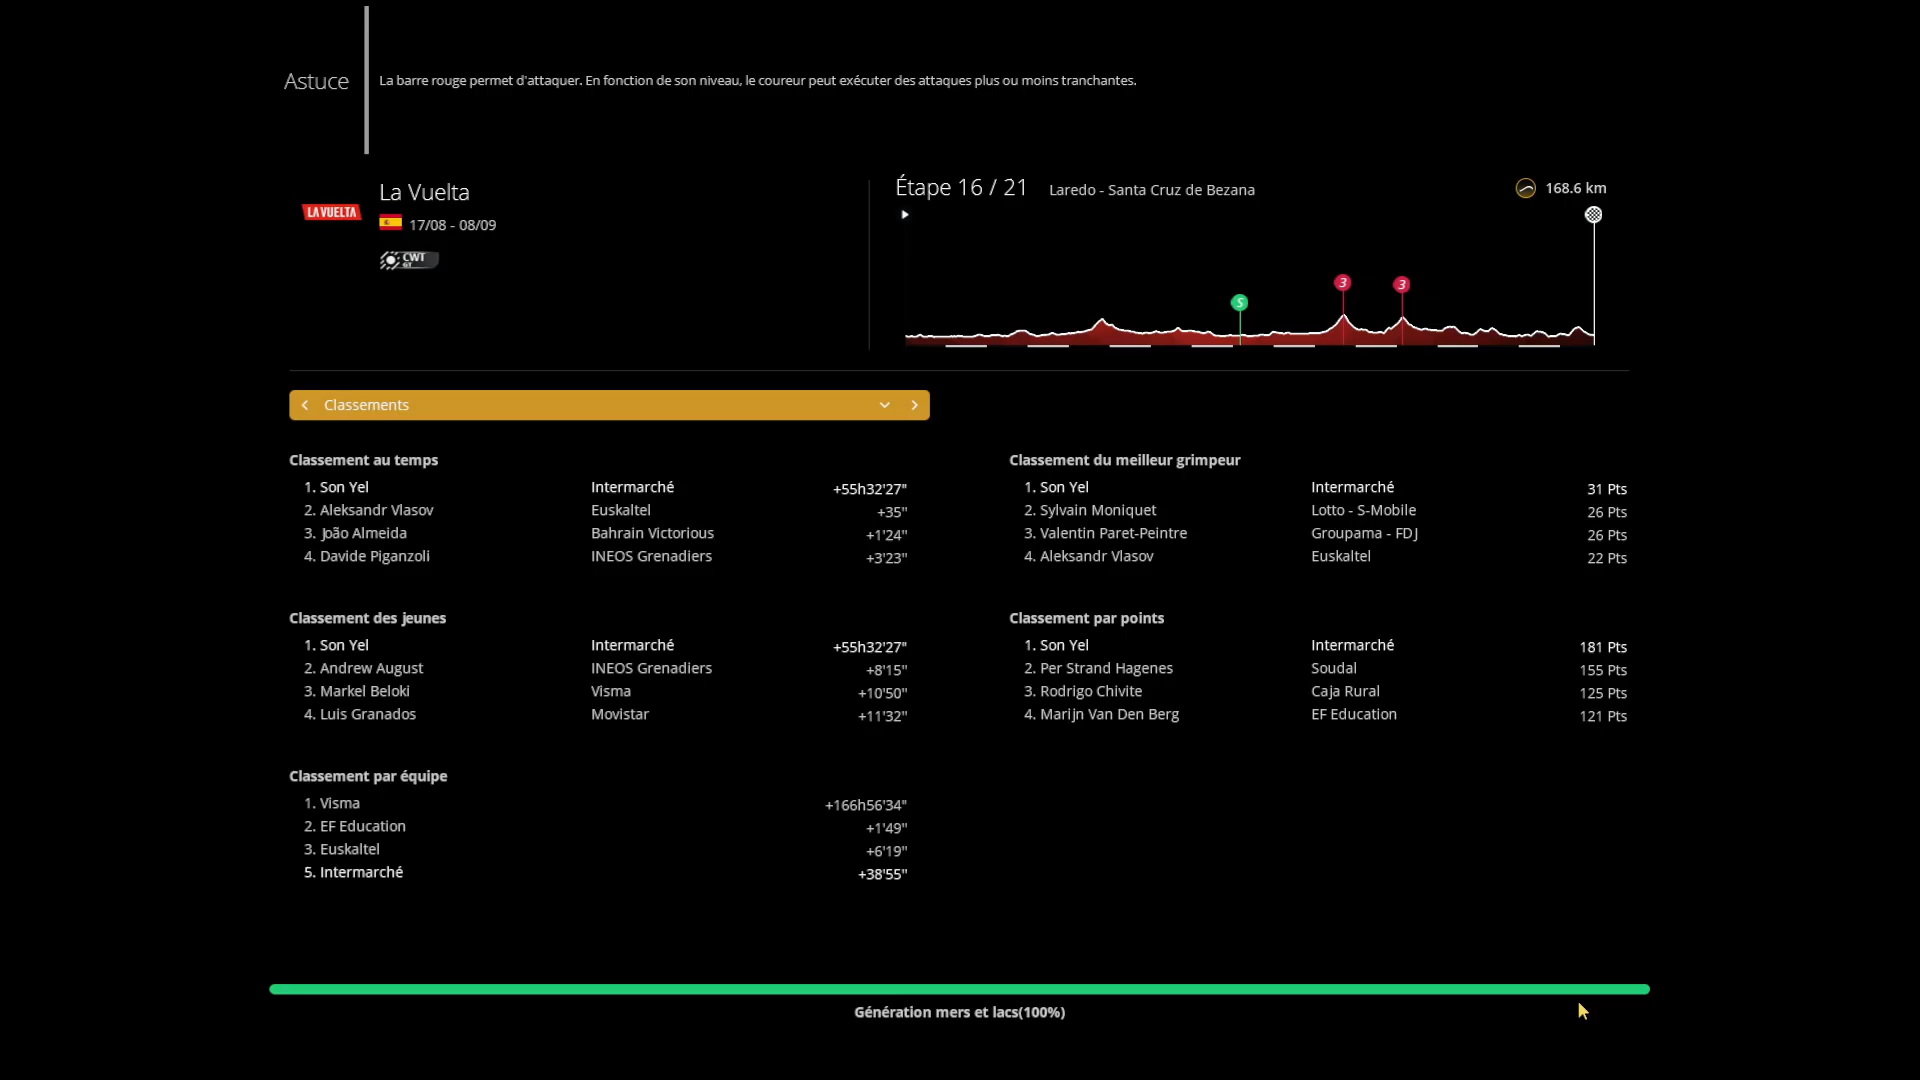 Astuce
La barre rouge permet d'attaquer. En fonction de son niveau, le coureur peut exécuter des attaques plus ou moins tranchantes.
LA VUELTA
La Vuelta
17/08 - 08/09
CWT
GT
Étape 16 / 21 Laredo - Santa Cruz de Bezana 168.6 km
S 3 3
Classements
Classement au temps
1. Son Yel Intermarché +55h32'27"
2. Aleksandr Vlasov Euskaltel +35"
3. João Almeida Bahrain Victorious +1'24"
4. Davide Piganzoli INEOS Grenadiers +3'23"
Classement du meilleur grimpeur
1. Son Yel Intermarché 31 Pts
2. Sylvain Moniquet Lotto - S-Mobile 26 Pts
3. Valentin Paret-Peintre Groupama - FDJ 26 Pts
4. Aleksandr Vlasov Euskaltel 22 Pts
Classement des jeunes
1. Son Yel Intermarché +55h32'27"
2. Andrew August INEOS Grenadiers +8'15"
3. Markel Beloki Visma +10'50"
4. Luis Granados Movistar +11'32"
Classement par points
1. Son Yel Intermarché 181 Pts
2. Per Strand Hagenes Soudal 155 Pts
3. Rodrigo Chivite Caja Rural 125 Pts
4. Marijn Van Den Berg EF Education 121 Pts
Classement par équipe
1. Visma +166h56'34"
2. EF Education +1'49"
3. Euskaltel +6'19"
5. Intermarché +38'55"
Génération mers et lacs(100%)